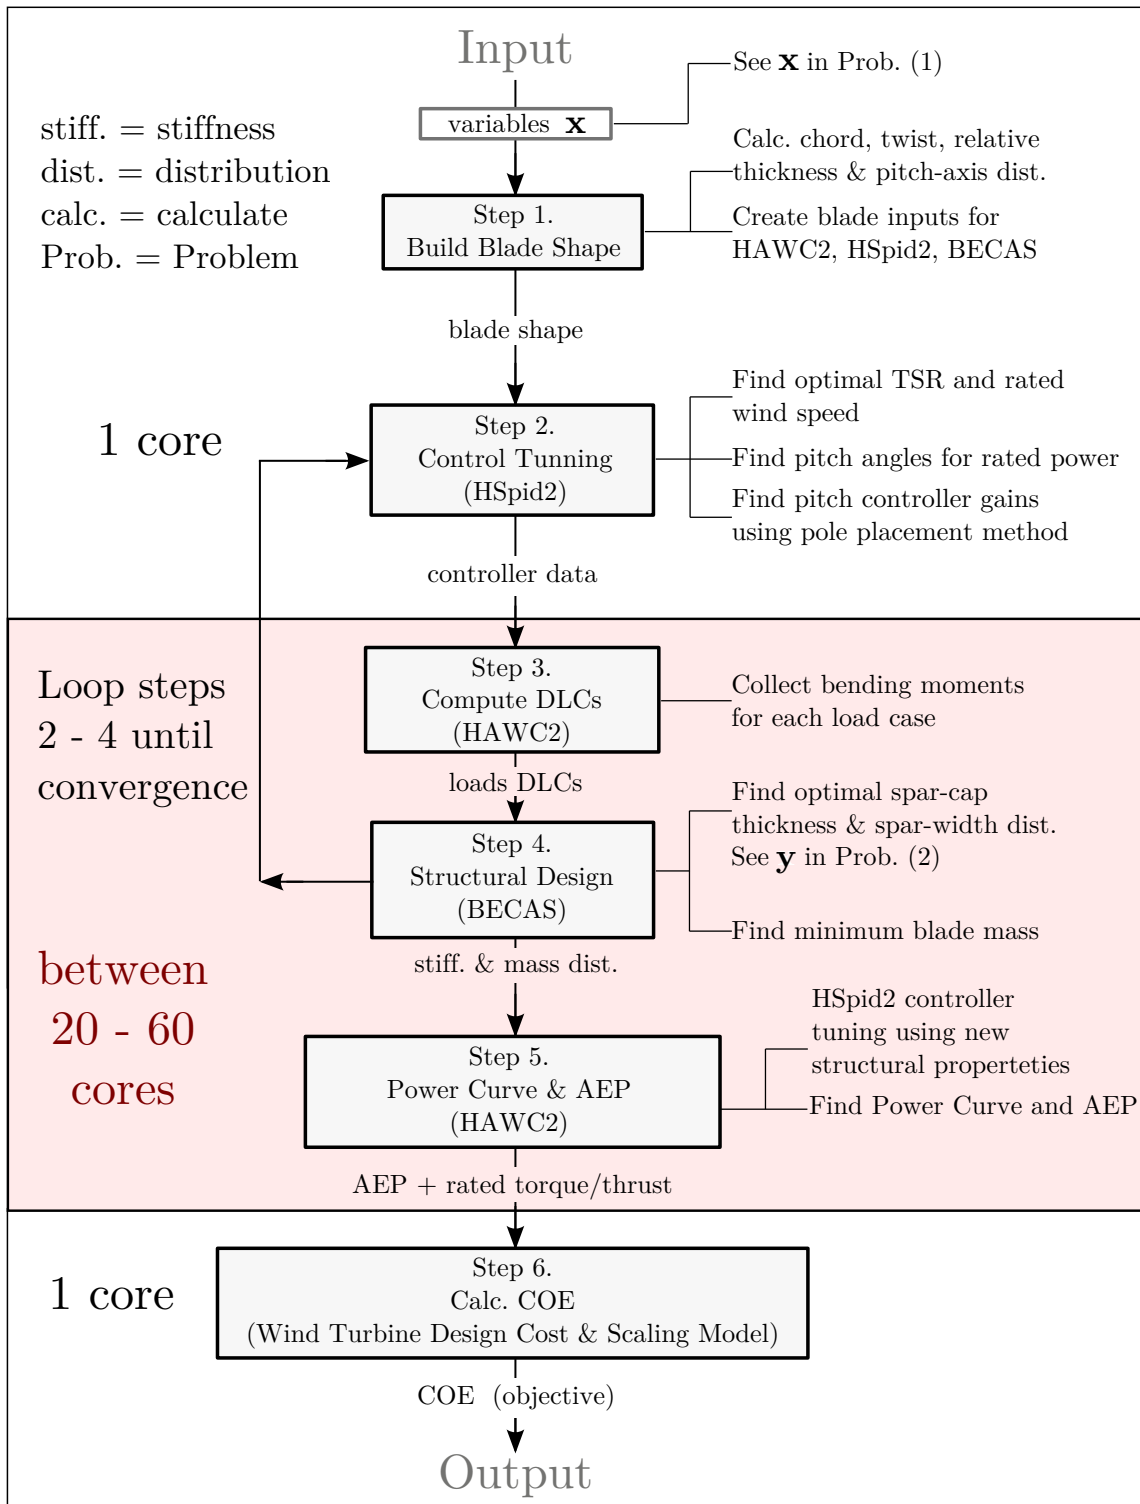 Input
variables x
See x in Prob. (1)
stiff. = stiffness
dist. = distribution
calc. = calculate
Prob. = Problem
Step 1.
Build Blade Shape
Calc. chord, twist, relative
thickness & pitch-axis dist.
Create blade inputs for
HAWC2, HSpid2, BECAS
blade shape
1 core
Step 2.
Control Tunning
(HSpid2)
Find optimal TSR and rated
wind speed
Find pitch angles for rated power
Find pitch controller gains
using pole placement method
controller data
Loop steps
2 - 4 until
convergence
Step 3.
Compute DLCs
(HAWC2)
Collect bending moments
for each load case
loads DLCs
Step 4.
Structural Design
(BECAS)
Find optimal spar-cap
thickness & spar-width dist.
See y in Prob. (2)
Find minimum blade mass
stiff. & mass dist.
between
20 - 60
cores
Step 5.
Power Curve & AEP
(HAWC2)
HSpid2 controller
tuning using new
structural properteties
Find Power Curve and AEP
AEP + rated torque/thrust
1 core
Step 6.
Calc. COE
(Wind Turbine Design Cost & Scaling Model)
COE (objective)
Output